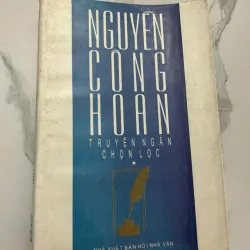 NGUYỄN
CÔNG
HOAN
TRUYỆN NGẮN
CHỌN LỌC
NHÀ XUẤT BẢN HỘI NHÀ VĂN